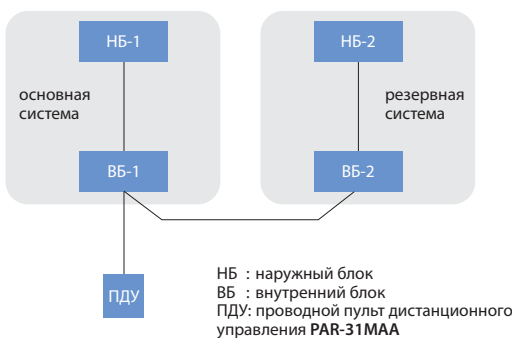 НБ-1
НБ-2
основная
система
резервная
система
ВБ-1
ВБ-2
ПДУ
НБ : наружный блок
ВБ : внутренний блок
ПДУ: проводной пульт дистанционного
управления PAR-31MAA